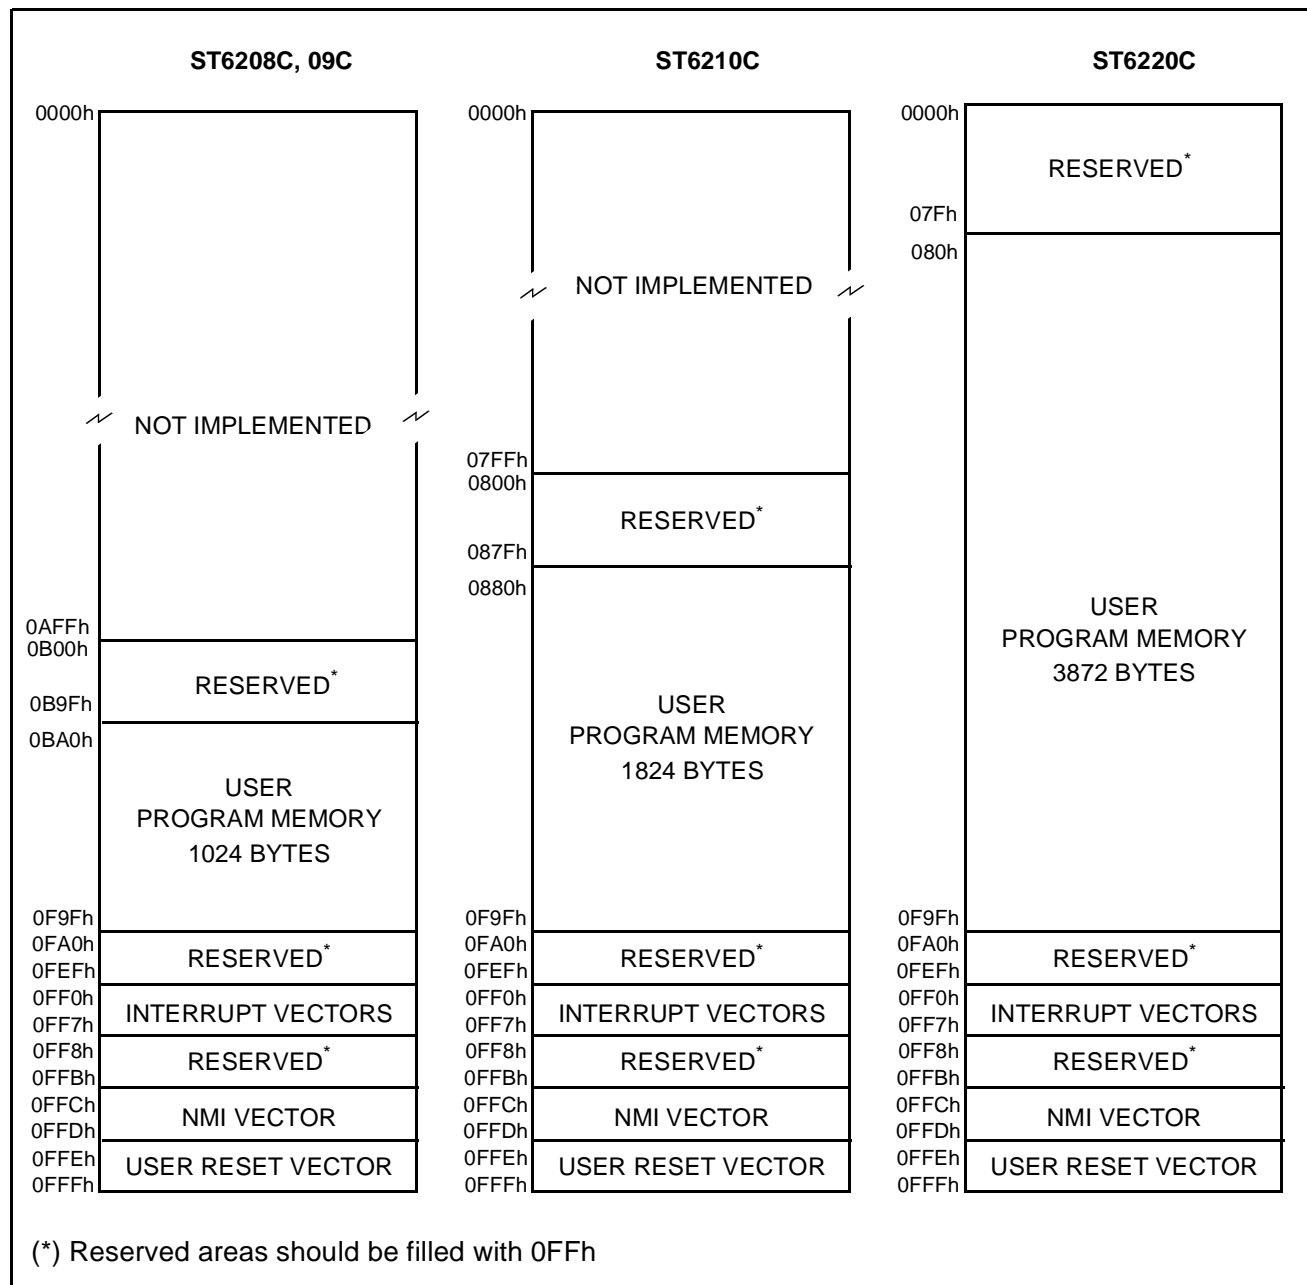 ST6208C, 09C
0000h
NOT IMPLEMENTED
0AFFh
0B00h
RESERVED*
0B9Fh
0BA0h
USER
PROGRAM MEMORY
1024 BYTES
0F9Fh
0FA0h
RESERVED*
0FEFh
0FF0h
INTERRUPT VECTORS
0FF7h
0FF8h
RESERVED*
0FFBh
0FFCh
NMI VECTOR
0FFDh
0FFEh
USER RESET VECTOR
0FFFh
ST6210C
0000h
NOT IMPLEMENTED
07FFh
0800h
RESERVED*
087Fh
0880h
USER
PROGRAM MEMORY
1824 BYTES
0F9Fh
0FA0h
RESERVED*
0FEFh
0FF0h
INTERRUPT VECTORS
0FF7h
0FF8h
RESERVED*
0FFBh
0FFCh
NMI VECTOR
0FFDh
0FFEh
USER RESET VECTOR
0FFFh
ST6220C
0000h
RESERVED*
07Fh
080h
USER
PROGRAM MEMORY
3872 BYTES
0F9Fh
0FA0h
RESERVED*
0FEFh
0FF0h
INTERRUPT VECTORS
0FF7h
0FF8h
RESERVED*
0FFBh
0FFCh
NMI VECTOR
0FFDh
0FFEh
USER RESET VECTOR
0FFFh
(*) Reserved areas should be filled with 0FFh